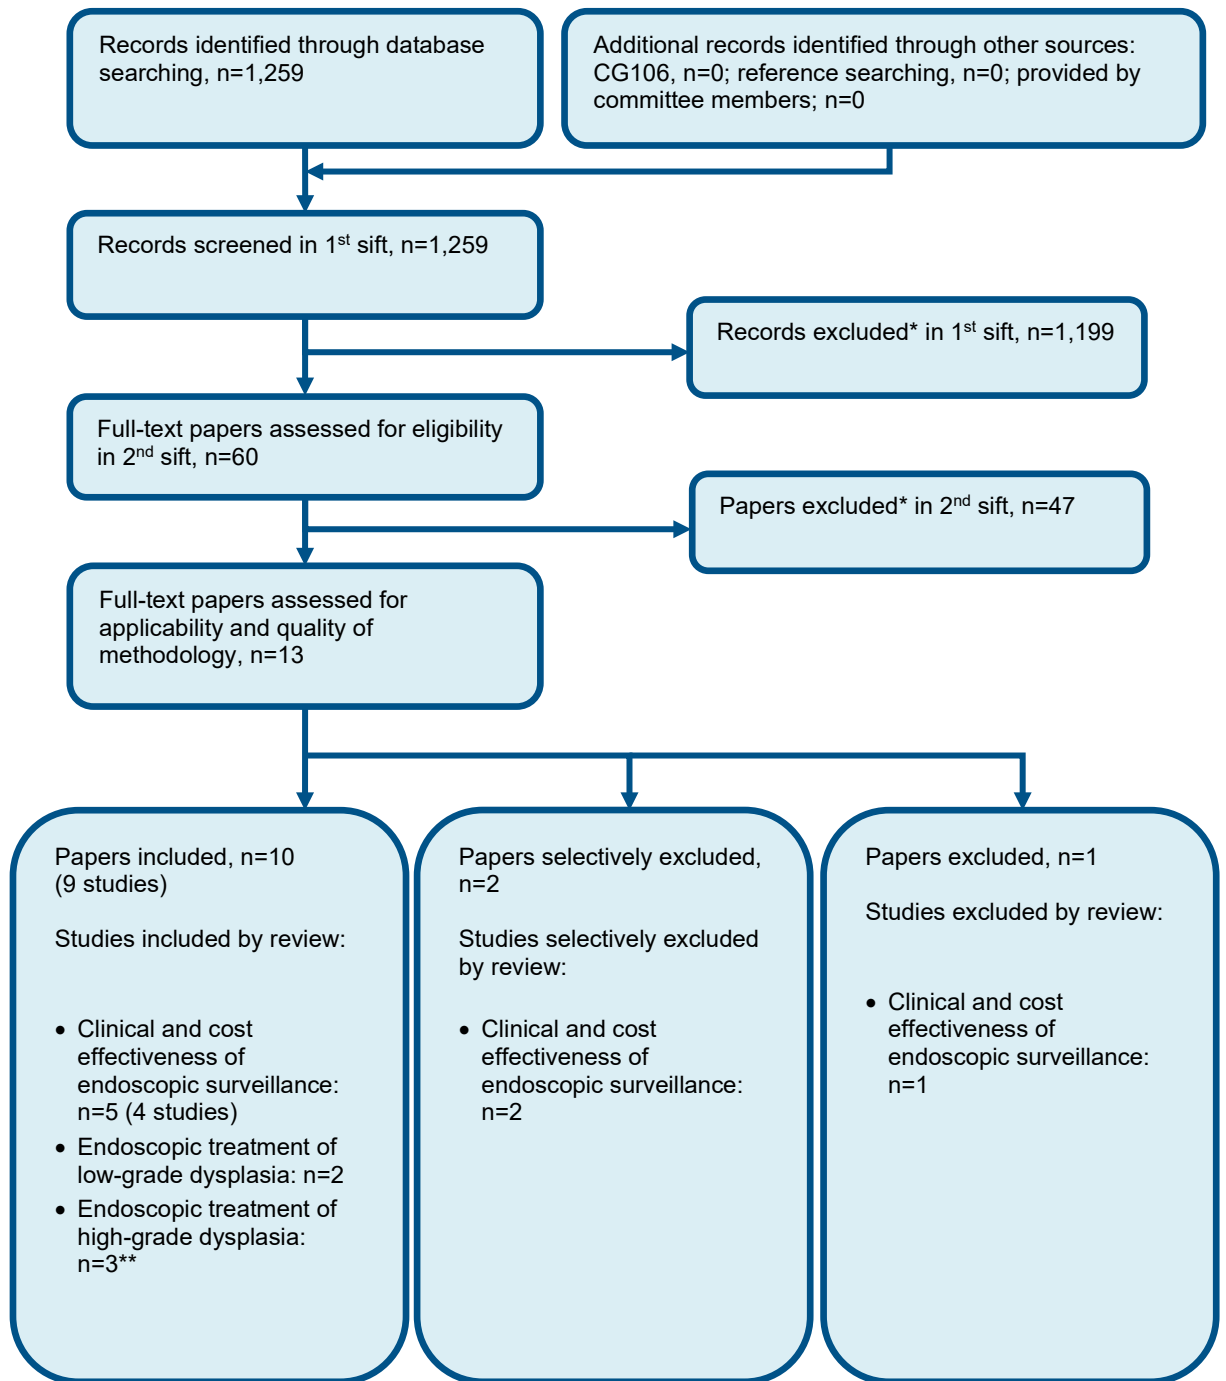 Records identified through database
searching, n=1,259
Additional records identified through other sources:
CG106, n=0; reference searching, n=0; provided by
committee members; n=0
Records screened in 1st sift, n=1,259
Records excluded* in 1st sift, n=1,199
Full-text papers assessed for eligibility
in 2nd sift, n=60
Papers excluded* in 2nd sift, n=47
Full-text papers assessed for
applicability and quality of
methodology, n=13
Papers included, n=10
(9 studies)
Studies included by review:
• Clinical and cost
effectiveness of
endoscopic surveillance:
n=5 (4 studies)
• Endoscopic treatment of
low-grade dysplasia: n=2
• Endoscopic treatment of
high-grade dysplasia:
n=3**
Papers selectively excluded,
n=2
Studies selectively excluded
by review:
• Clinical and cost
effectiveness of
endoscopic surveillance:
n=2
Papers excluded, n=1
Studies excluded by review:
• Clinical and cost
effectiveness of
endoscopic surveillance:
n=1